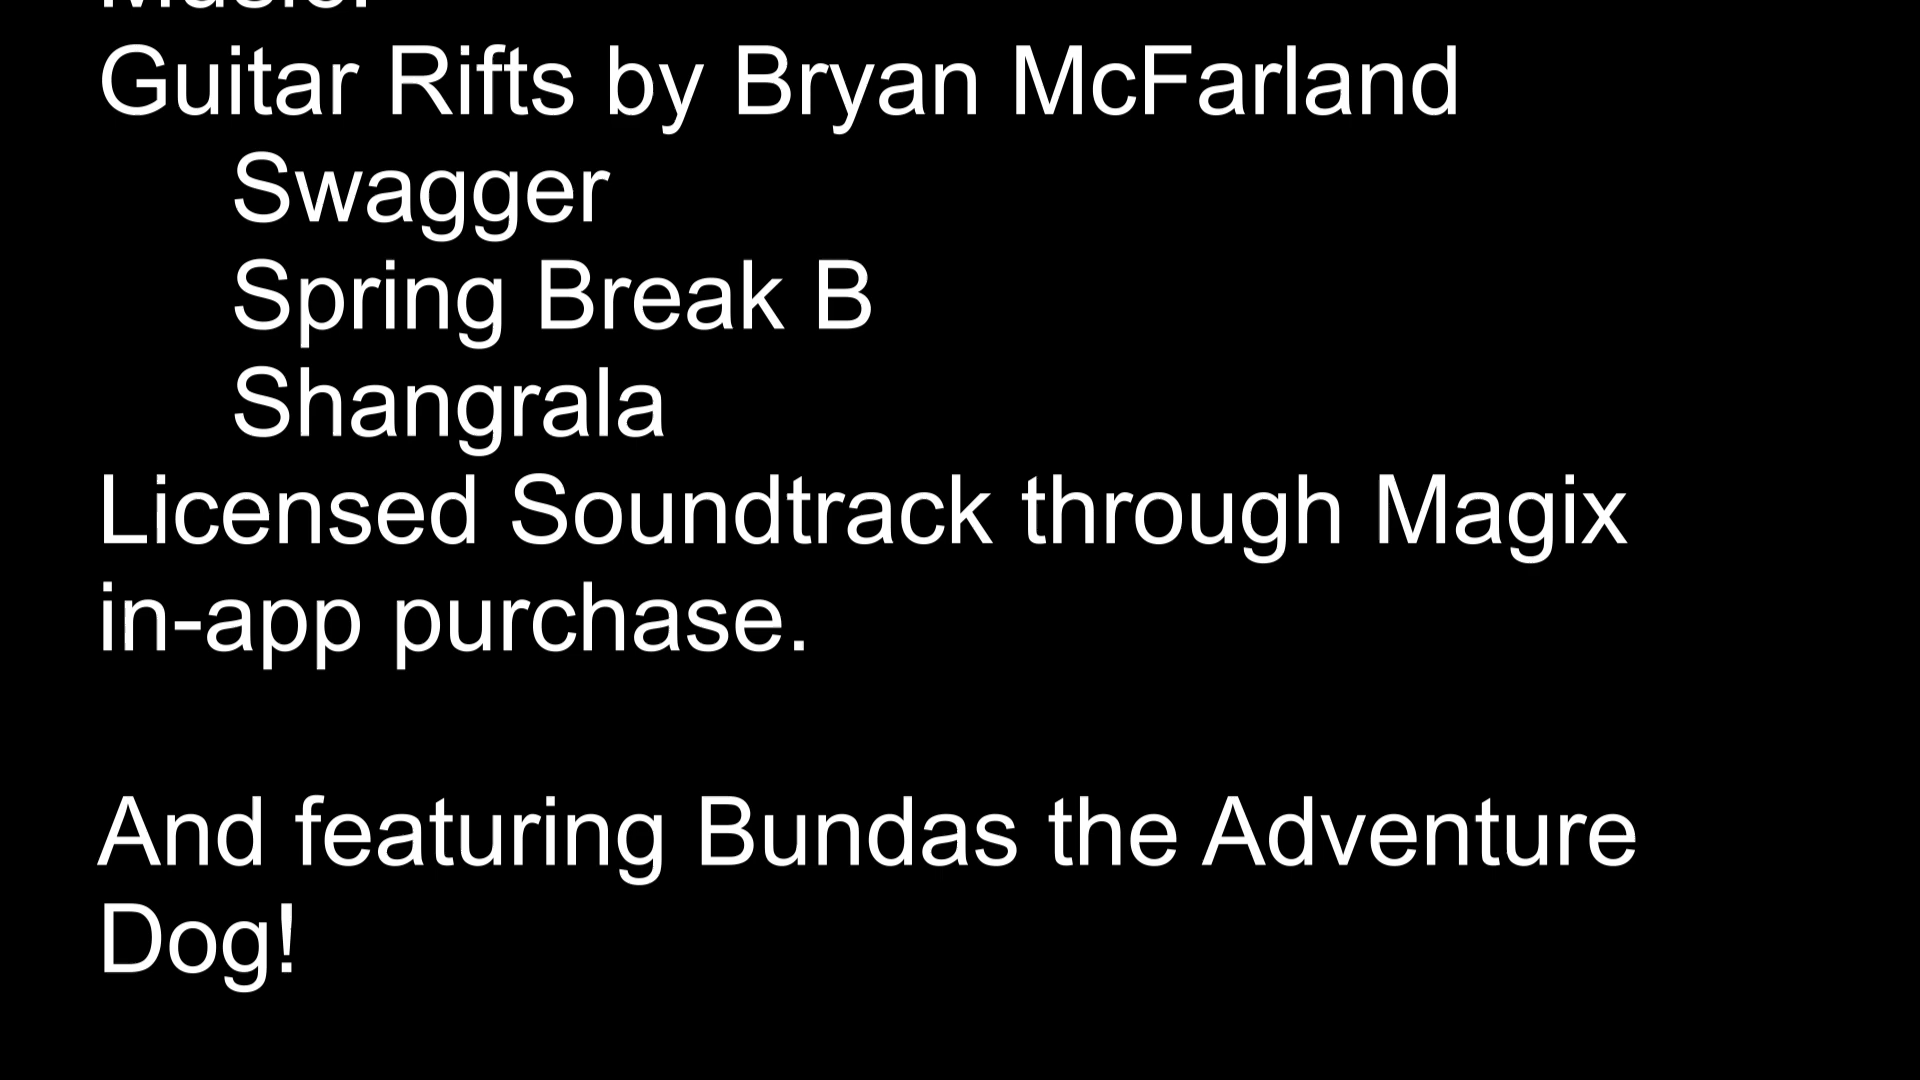 Music:
Guitar Rifts by Bryan McFarland
Swagger
Spring Break B
Shangrala
Licensed Soundtrack through Magix
in-app purchase.
And featuring Bundas the Adventure
Dog!